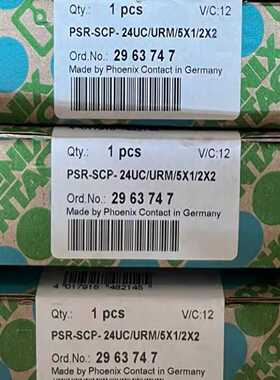 Qty.: 1 pcs V/C:12
PSR-SCP- 24UC/URM/5X1/2X2
Ord.No.: 29 63 74 7
Made by Phoenix Contact in Germany
Qty.: 1 pcs V/C:12
PSR-SCP- 24UC/URM/5X1/2X2
Ord.No.: 29 63 74 7
Made by Phoenix Contact in Germany
4 017918 482145
Qty.: 1 pcs V/C:12
PSR-SCP- 24UC/URM/5X1/2X2
Ord.No.: 29 63 74 7
Made by Phoenix Contact in Germany